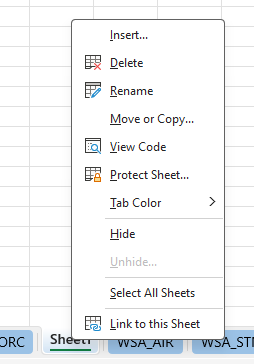 Insert...
Delete
Rename
Move or Copy...
View Code
Protect Sheet...
Tab Color
Hide
Unhide...
Select All Sheets
Link to this Sheet
ORC Sheet1 WSA_AIR